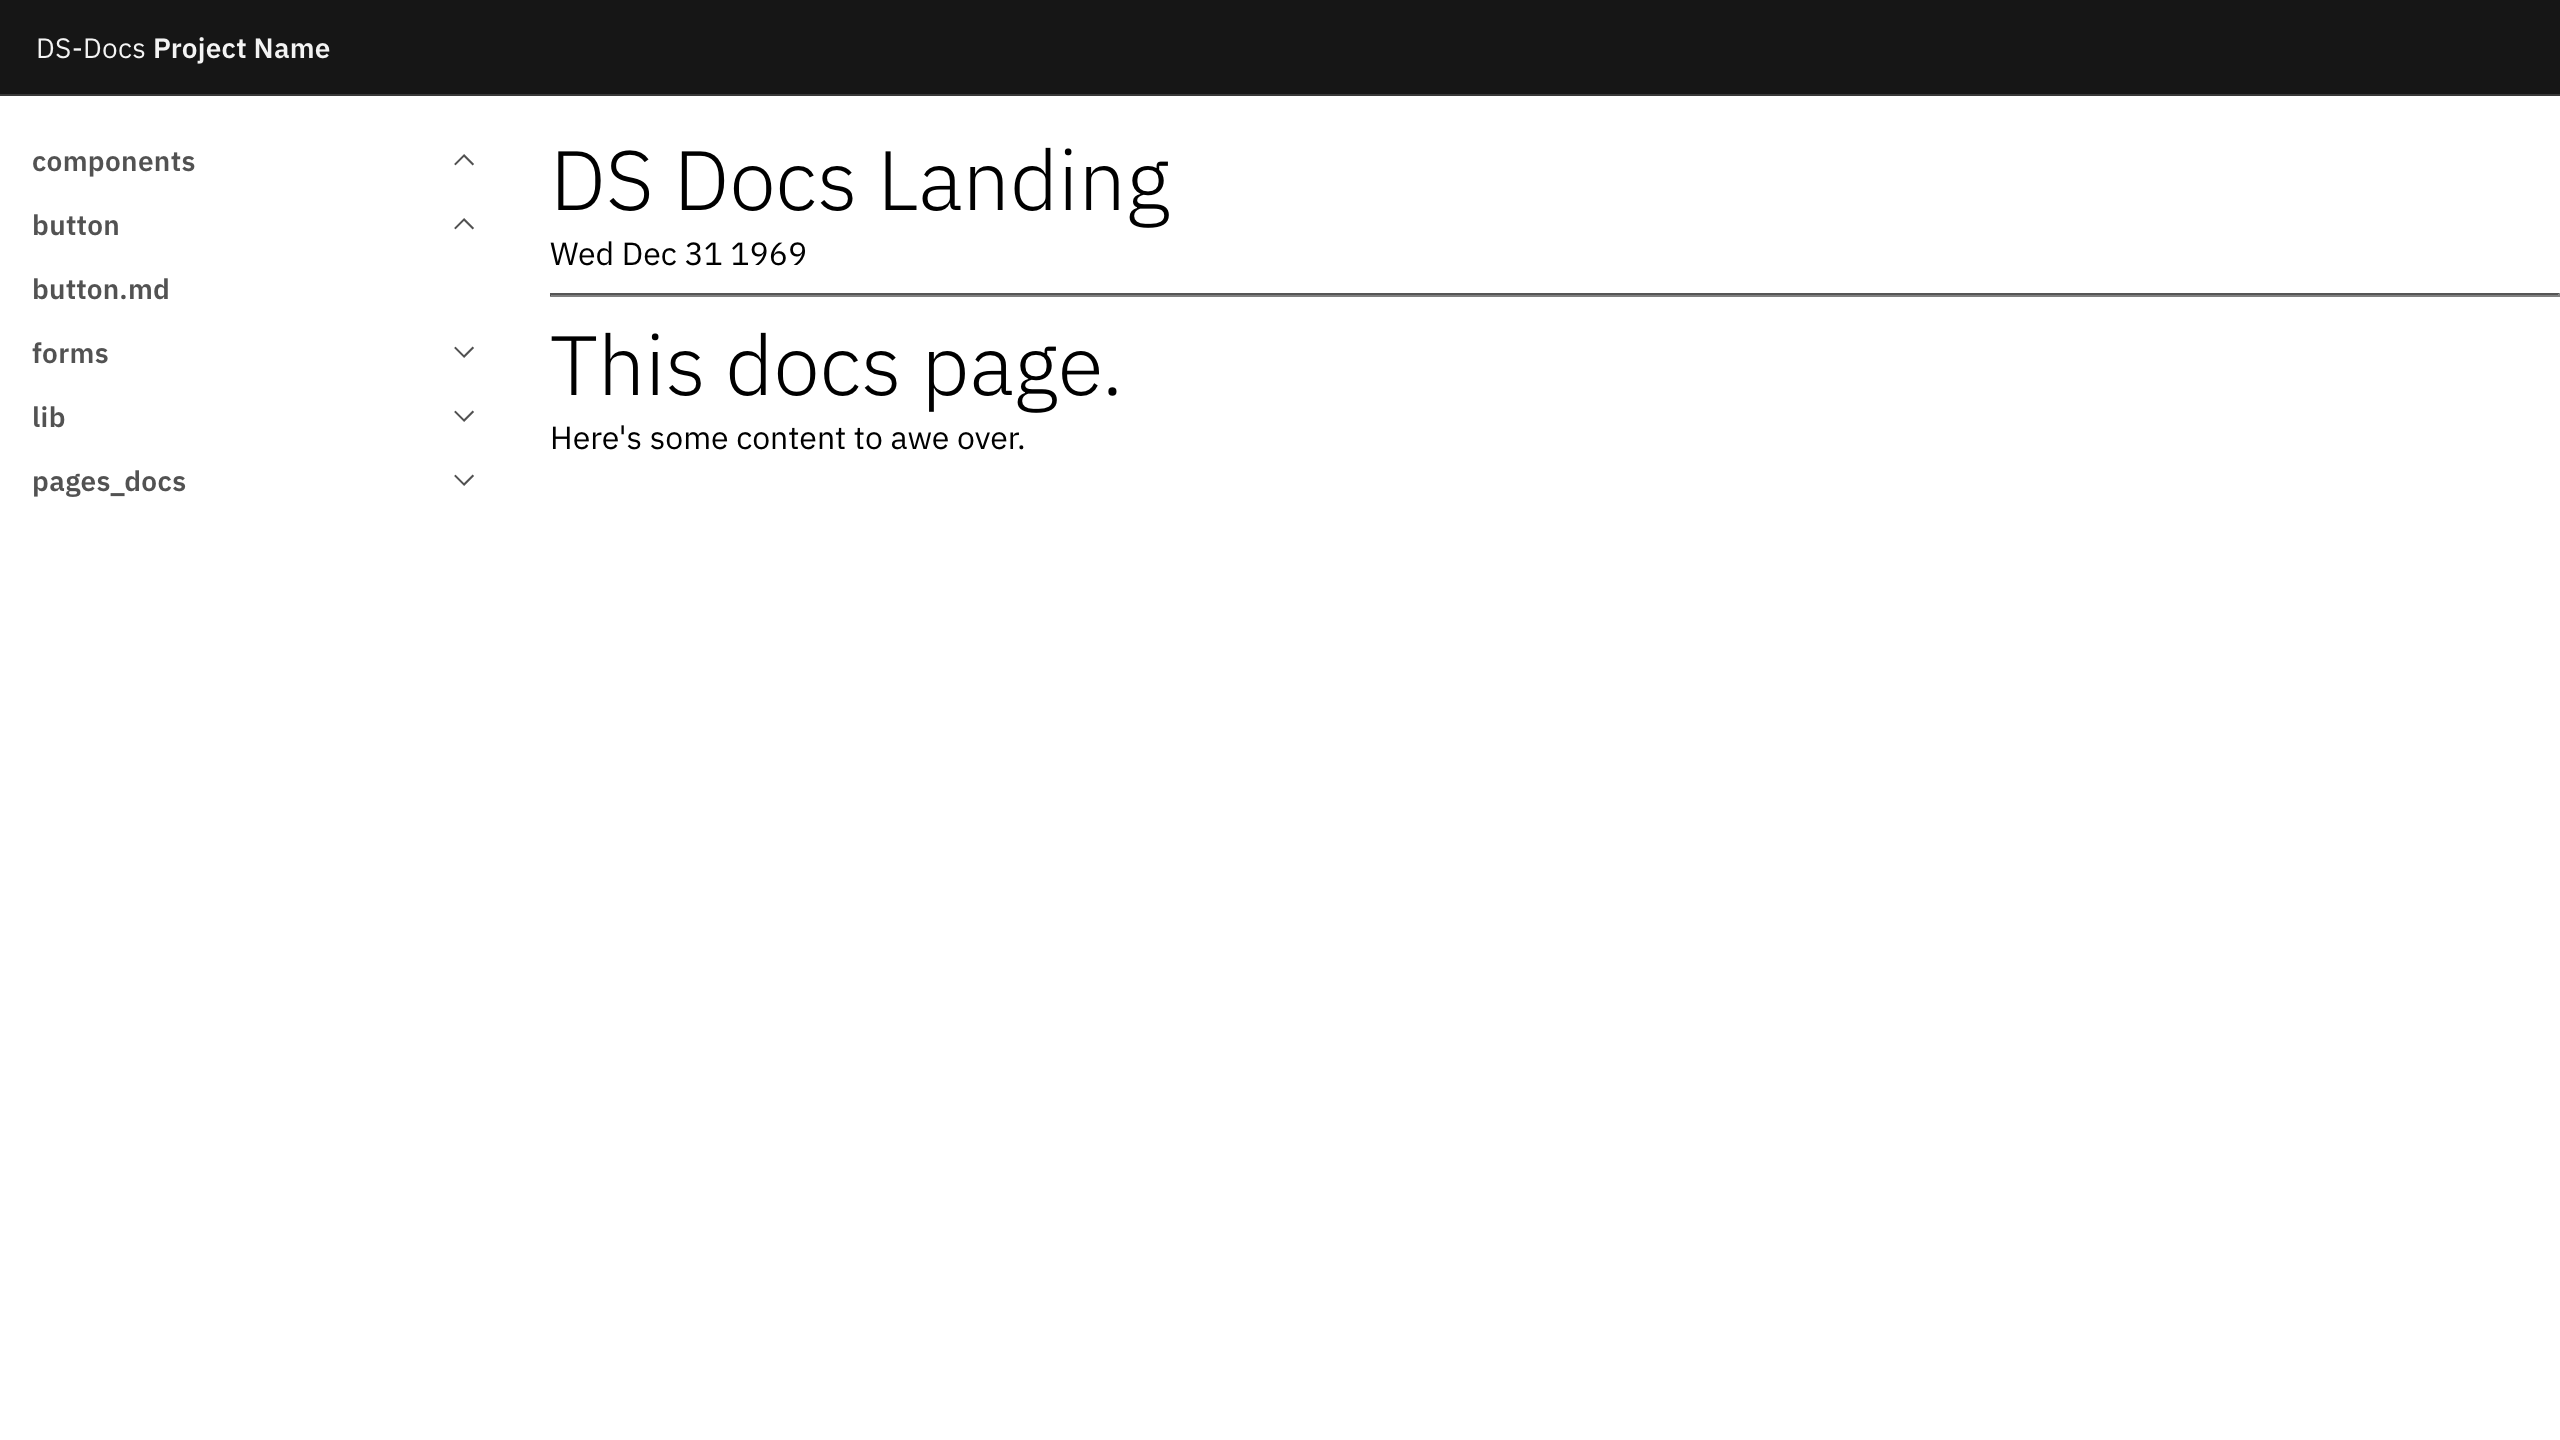 DS-Docs Project Name
components
button
button.md
forms
lib
pages_docs
DS Docs Landing
Wed Dec 31 1969
This docs page.
Here's some content to awe over.